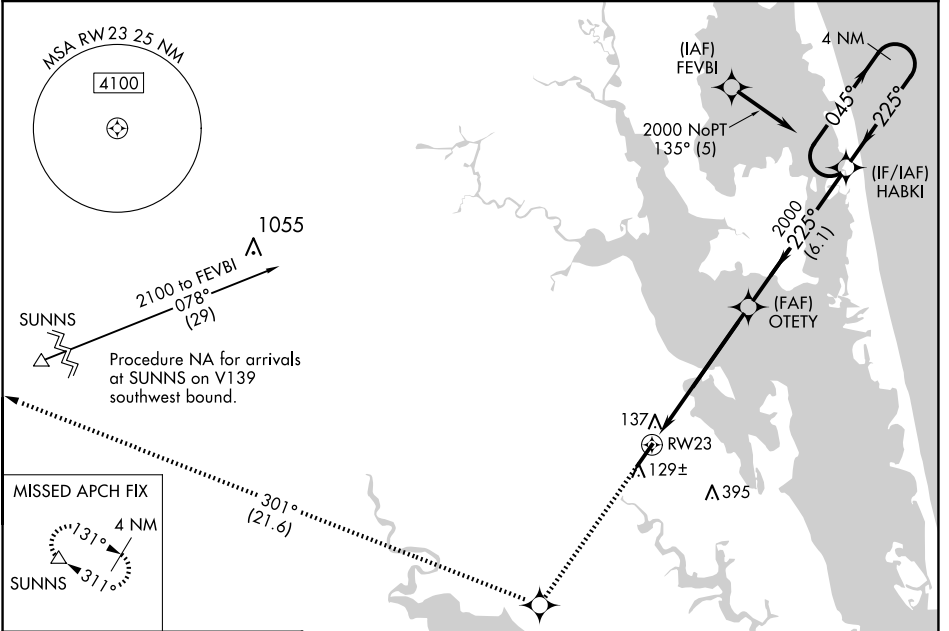 MSA RW23 25 NM
4100
(IAF)
FEVBI
4 NM
045°
225°
2000 NoPT
135° (5)
(IF/IAF)
HABKI
2000
225°
(6.1)
1055
2100 to FEVBI
078°
(29)
SUNNS
(FAF)
OTETY
Procedure NA for arrivals
at SUNNS on V139
southwest bound.
137
RW23
129±
395
301°
(21.6)
MISSED APCH FIX
4 NM
131°
311°
SUNNS